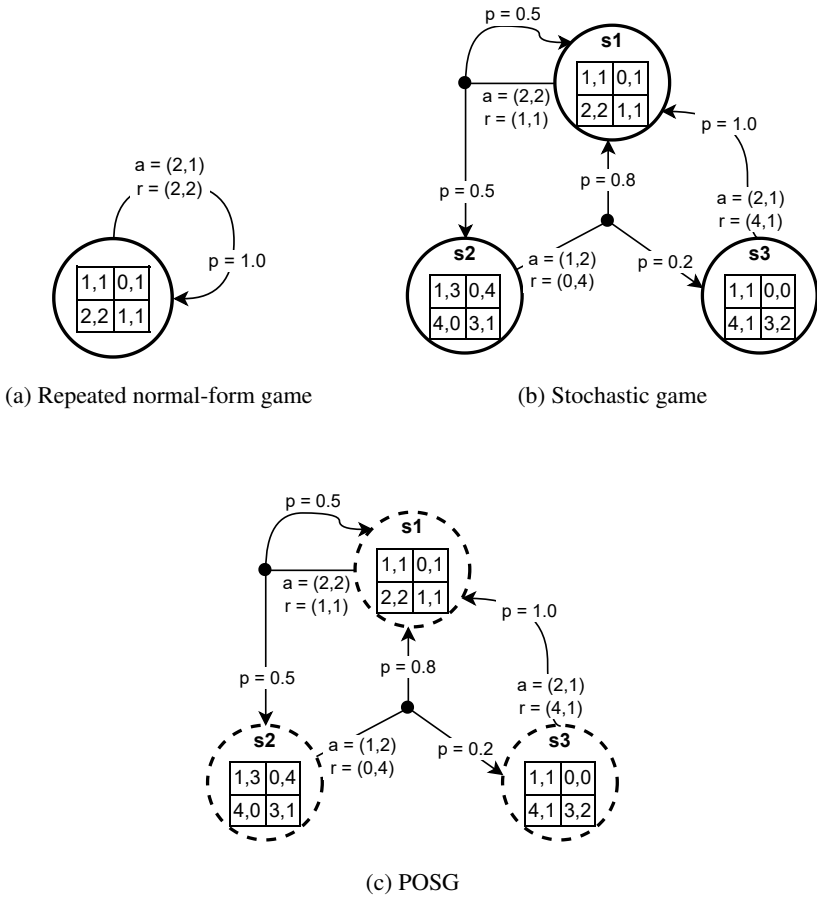 a = (2,1)
r = (2,2)
p = 1.0
1,1 0,1
2,2 1,1
(a) Repeated normal-form game
p = 0.5
s1
1,1 0,1
2,2 1,1
a = (2,2)
r = (1,1)
p = 1.0
p = 0.5
p = 0.8
a = (2,1)
r = (4,1)
s2
1,3 0,4
4,0 3,1
a = (1,2)
r = (0,4)
p = 0.2
s3
1,1 0,0
4,1 3,2
(b) Stochastic game
p = 0.5
s1
1,1 0,1
2,2 1,1
a = (2,2)
r = (1,1)
p = 1.0
p = 0.5
p = 0.8
a = (2,1)
r = (4,1)
s2
1,3 0,4
4,0 3,1
a = (1,2)
r = (0,4)
p = 0.2
s3
1,1 0,0
4,1 3,2
(c) POSG